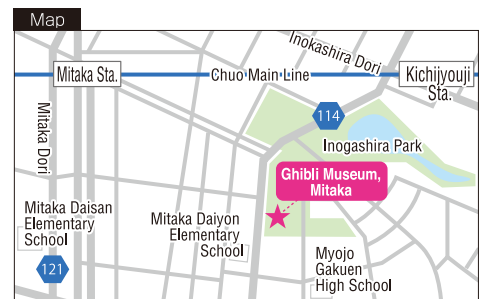 Map
Inokashira Dori
Mitaka Sta.
Chuo Main Line
Kichijyouji
Sta.
Mitaka Dori
114
Inogashira Park
Ghibli Museum,
Mitaka
Mitaka Daisan
Elementary
School
Mitaka Daiyon
Elementary
School
121
Myojo
Gakuen
High School